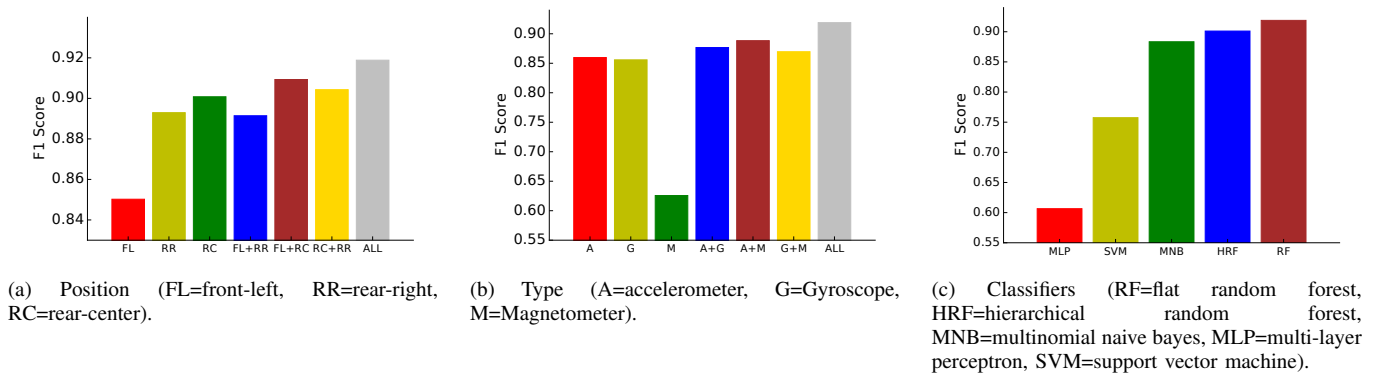 F1 Score
0.92
0.90
0.88
0.86
0.84
FL RR RC FL+RR FL+RC RC+RR ALL
(a) Position (FL=front-left, RR=rear-right,
RC=rear-center).
F1 Score
0.90
0.85
0.80
0.75
0.70
0.65
0.60
0.55
A G M A+G A+M G+M ALL
(b) Type (A=accelerometer, G=Gyroscope,
M=Magnetometer).
F1 Score
0.90
0.85
0.80
0.75
0.70
0.65
0.60
0.55
MLP SVM MNB HRF RF
(c) Classifiers (RF=flat random forest,
HRF=hierarchical random forest,
MNB=multinomial naive bayes, MLP=multi-layer
perceptron, SVM=support vector machine).